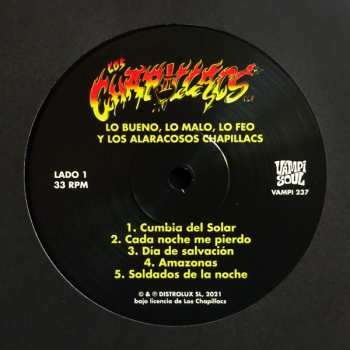 LOS
CHAPILLACS
LO BUENO, LO MALO, LO FEO
Y LOS ALARACOSOS CHAPILLACS
LADO 1
33 RPM
VAMPI
SOUL
VAMPI 237
1. Cumbia del Solar
2. Cada noche me pierdo
3. Día de salvación
4. Amazonas
5. Soldados de la noche
© & ℗ DISTROLUX SL, 2021
bajo licencia de Los Chapillacs